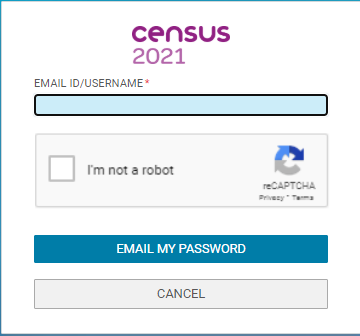 census
2021
EMAIL ID/USERNAME *
I'm not a robot
reCAPTCHA
Privacy * Terms
EMAIL MY PASSWORD
CANCEL